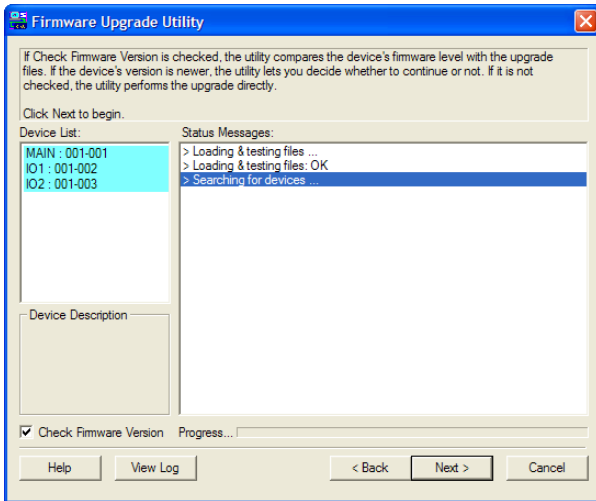 Firmware Upgrade Utility
If Check Firmware Version is checked, the utility compares the device's firmware level with the upgrade
files. If the device's version is newer, the utility lets you decide whether to continue or not. If it is not
checked, the utility performs the upgrade directly.
Click Next to begin.
Device List:
Status Messages:
MAIN : 001-001
IO1 : 001-002
IO2 : 001-003
> Loading & testing files ...
> Loading & testing files: OK
> Searching for devices ...
Device Description
Check Firmware Version
Progress...
Help
View Log
< Back
Next >
Cancel